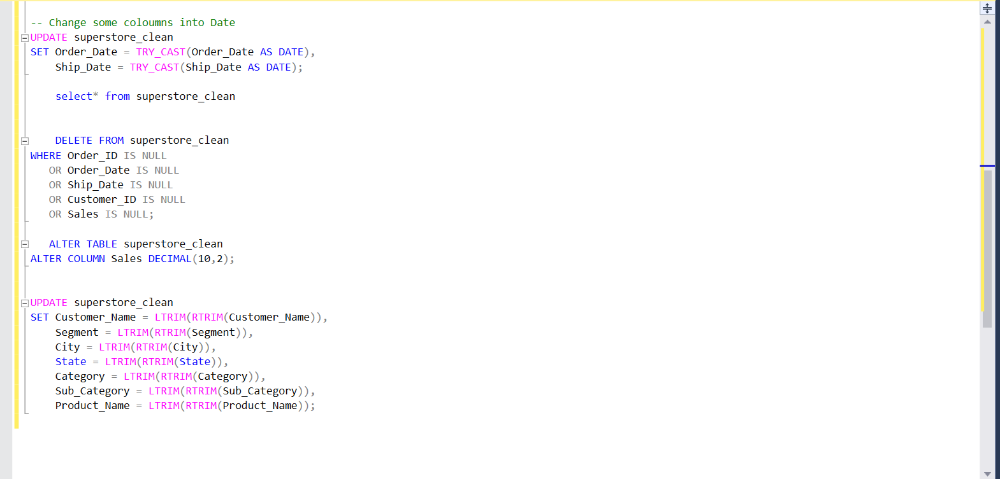 -- Change some coloumns into Date
UPDATE superstore_clean
SET Order_Date = TRY_CAST(Order_Date AS DATE),
    Ship_Date = TRY_CAST(Ship_Date AS DATE);
    select* from superstore_clean
    DELETE FROM superstore_clean
WHERE Order_ID IS NULL
   OR Order_Date IS NULL
   OR Ship_Date IS NULL
   OR Customer_ID IS NULL
   OR Sales IS NULL;
   ALTER TABLE superstore_clean
ALTER COLUMN Sales DECIMAL(10,2);
UPDATE superstore_clean
SET Customer_Name = LTRIM(RTRIM(Customer_Name)),
    Segment = LTRIM(RTRIM(Segment)),
    City = LTRIM(RTRIM(City)),
    State = LTRIM(RTRIM(State)),
    Category = LTRIM(RTRIM(Category)),
    Sub_Category = LTRIM(RTRIM(Sub_Category)),
    Product_Name = LTRIM(RTRIM(Product_Name));